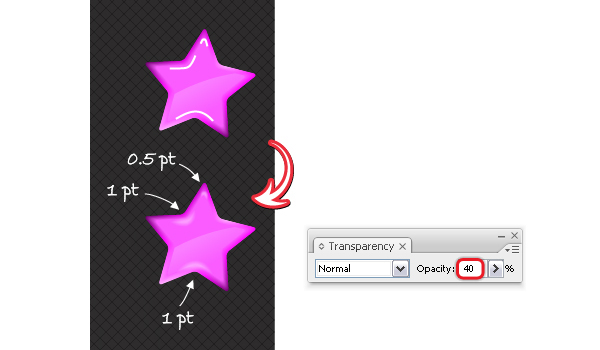 0.5 pt
1 pt
1 pt
Transparency
Normal
Opacity: 40 %